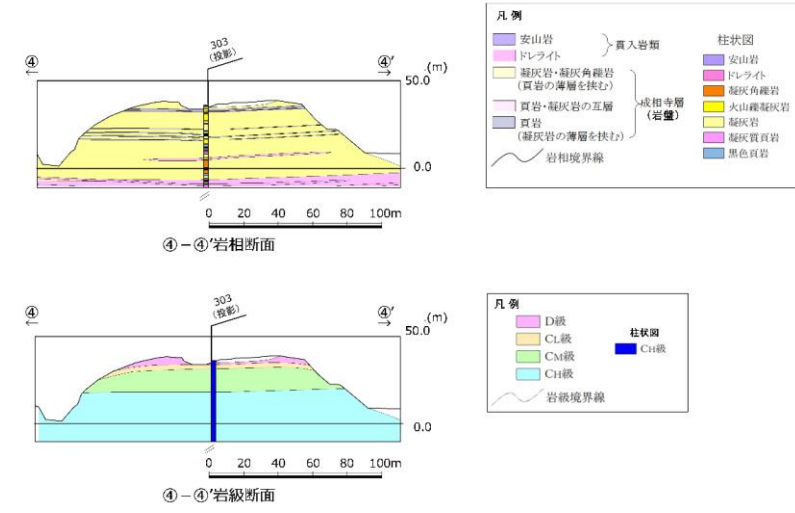 303
(投影)
④
④′
50.0 (m)
0.0
0 20 40 60 80 100m
④−④′岩相断面
凡例
安山岩
ドレライト
貫入岩類
凝灰岩・凝灰角礫岩
(頁岩の薄層を挟む)
頁岩・凝灰岩の互層
頁岩
(凝灰岩の薄層を挟む)
成相寺層
(岩盤)
岩相境界線
柱状図
安山岩
ドレライト
凝灰角礫岩
火山礫凝灰岩
凝灰岩
凝灰質頁岩
黒色頁岩
303
(投影)
④
④′
(m)
50.0
0.0
0 20 40 60 80 100m
④−④′岩級断面
凡例
D級
CL級
CM級
CH級
岩級境界線
柱状図
CH級